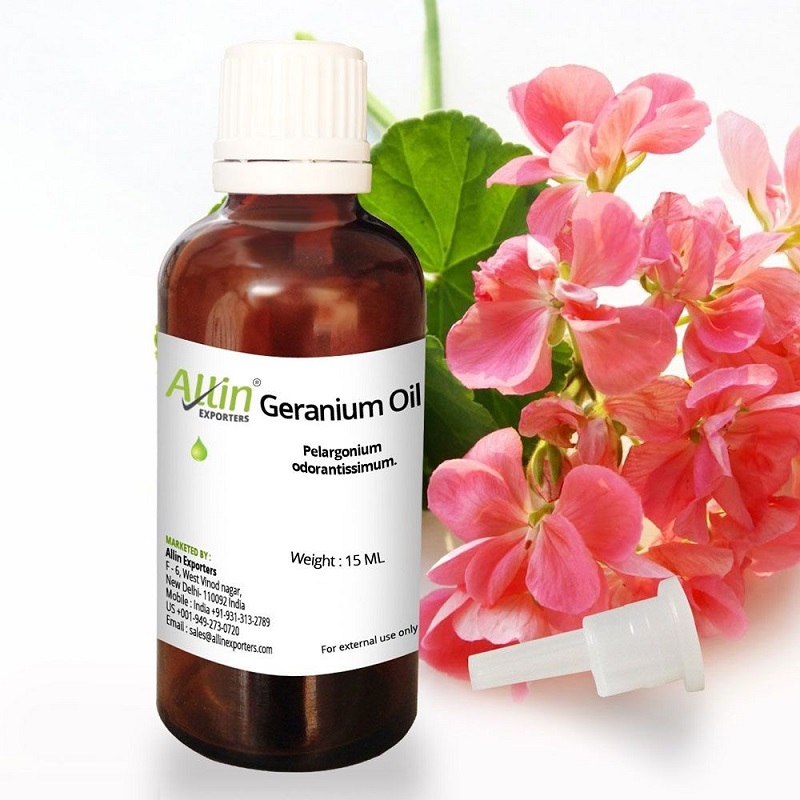 Allin®
EXPORTERS
Geranium Oil
Pelargonium
odorantissimum.
MARKETED BY :
Allin Exporters
F - 6, West Vinod nagar,
New Delhi- 110092 India
Mobile : India +91-931-313-2789
US +001-949-273-0720
Email : sales@allinexporters.com
Weight : 15 ML
For external use only